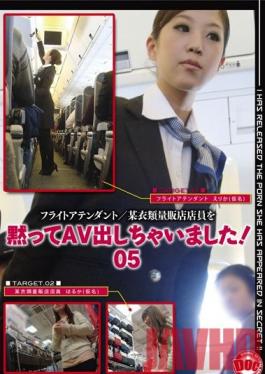 TARGET.01
フライトアテンダント えりか(仮名)
フライトアテンダント/某衣類量販店店員を
黙ってAV出しちゃいました!
05
TARGET.02
某衣類量販店店員 はるか(仮名)
I HAS RELEASED THE PORN SHE HAS APPEARED IN SECRET !!
DOC